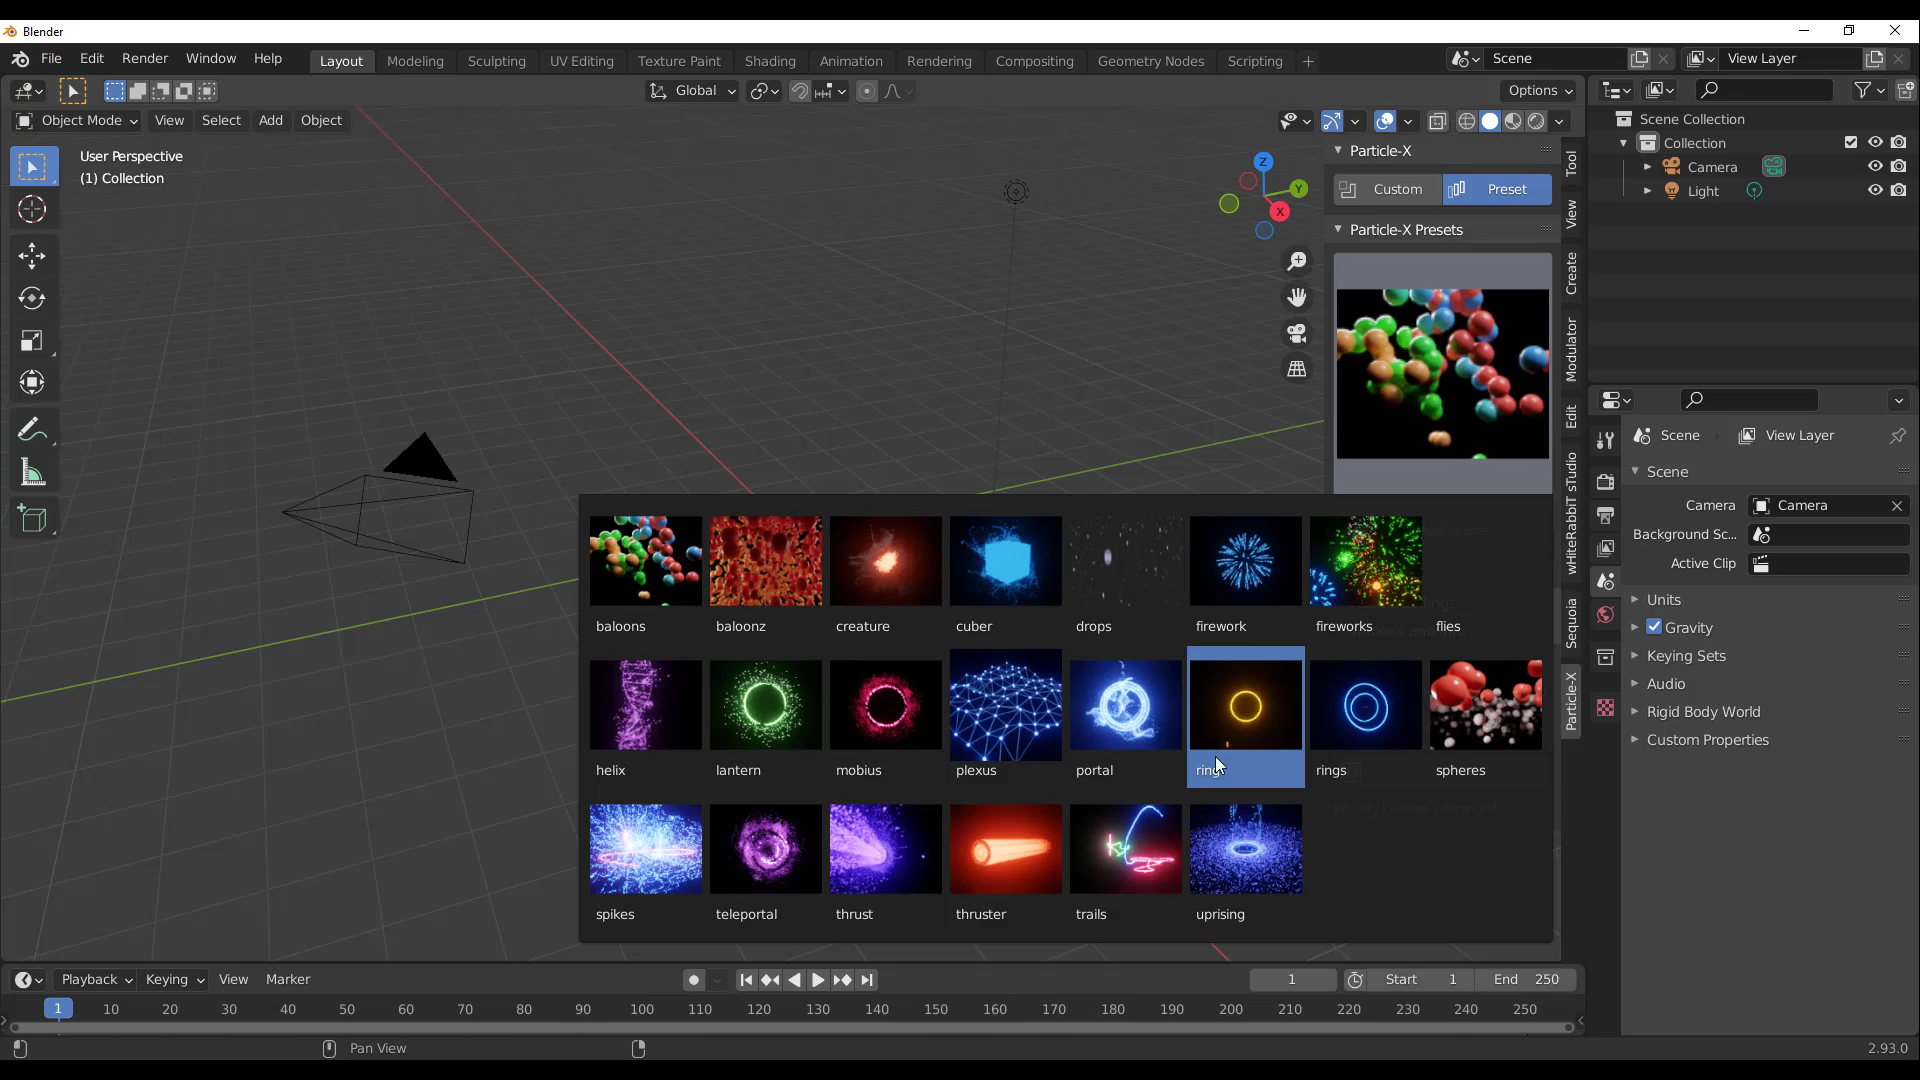 Blender
File Edit Render Window Help Layout Modeling Sculpting UV Editing Texture Paint Shading Animation Rendering Compositing Geometry Nodes Scripting + Scene View Layer
Global Options
Object Mode View Select Add Object
User Perspective
(1) Collection
Z
Y
X
Particle-X
Custom Preset
Particle-X Presets
Tool
View
Create
Modulator
Edit
wHiteRabbiT sTudio
Sequoia
Particle-X
baloons baloonz creature cuber drops firework fireworks flies
helix lantern mobius plexus portal ring rings spheres
spikes teleportal thrust thruster trails uprising
Scene Collection
Collection
Camera
Light
Scene View Layer
Scene
Camera Camera
Background Sc...
Active Clip
Units
Gravity
Keying Sets
Audio
Rigid Body World
Custom Properties
Playback Keying View Marker 1 Start 1 End 250
1 10 20 30 40 50 60 70 80 90 100 110 120 130 140 150 160 170 180 190 200 210 220 230 240 250
Pan View 2.93.0